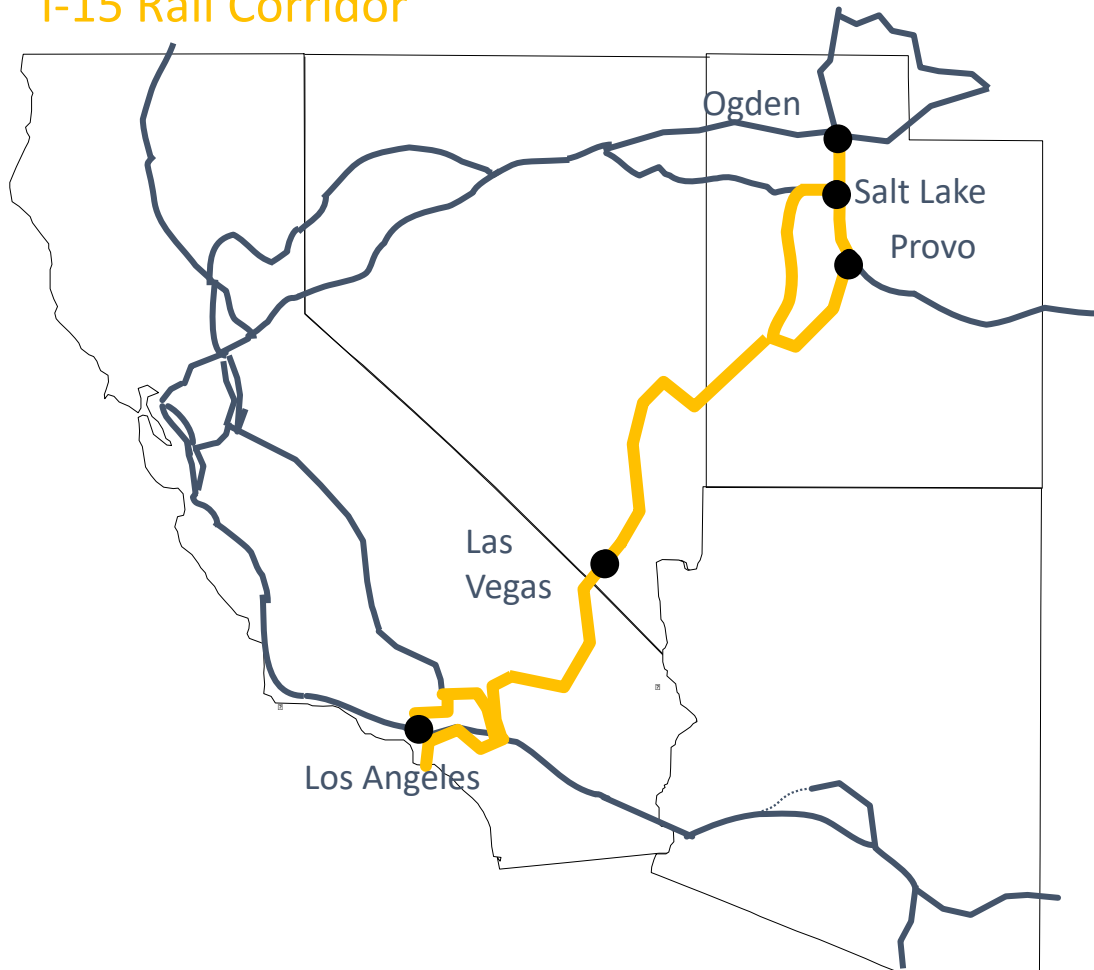 I-15 Rail Corridor
Ogden
Salt Lake
Provo
Las
Vegas
Los Angeles